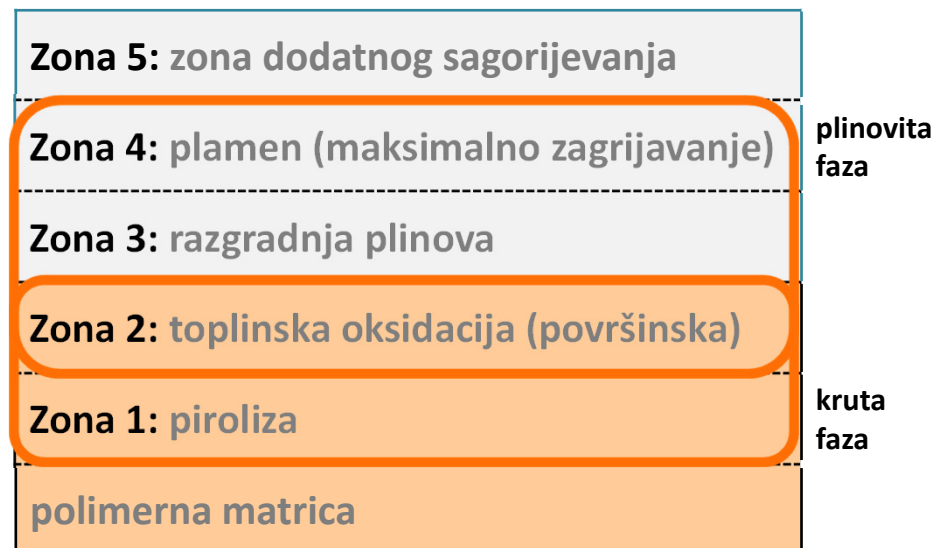 Zona 5: zona dodatnog sagorijevanja
Zona 4: plamen (maksimalno zagrijavanje)
plinovita
faza
Zona 3: razgradnja plinova
Zona 2: toplinska oksidacija (površinska)
Zona 1: piroliza
kruta
faza
polimerna matrica